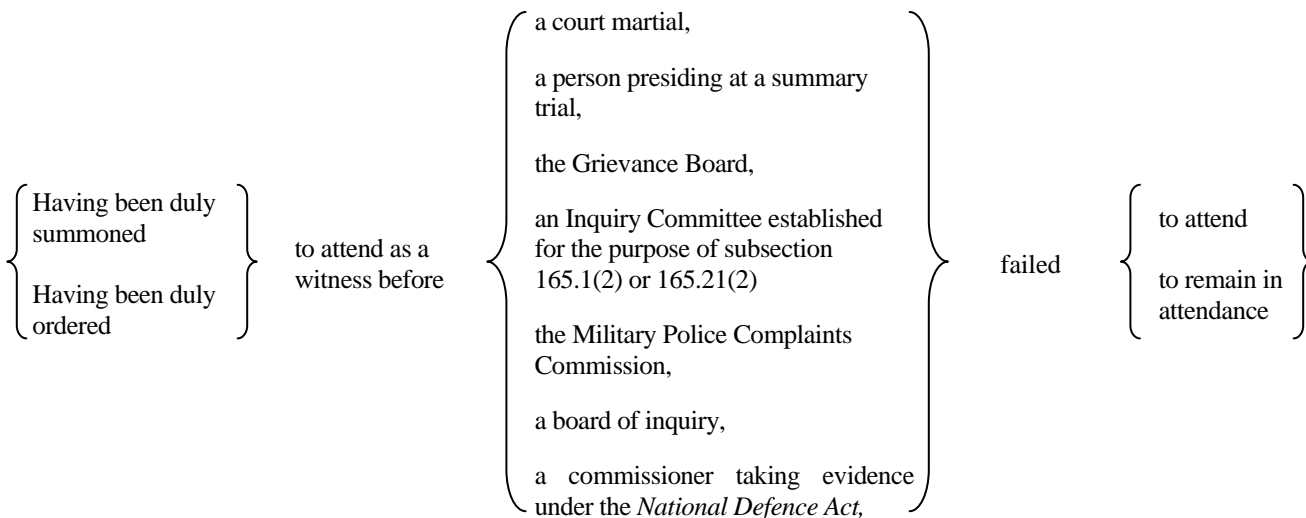 Having been duly
summoned
Having been duly
ordered
to attend as a
witness before
a court martial,
a person presiding at a summary
trial,
the Grievance Board,
an Inquiry Committee established
for the purpose of subsection
165.1(2) or 165.21(2)
the Military Police Complaints
Commission,
a board of inquiry,
a commissioner taking evidence
under the National Defence Act,
failed
to attend
to remain in
attendance